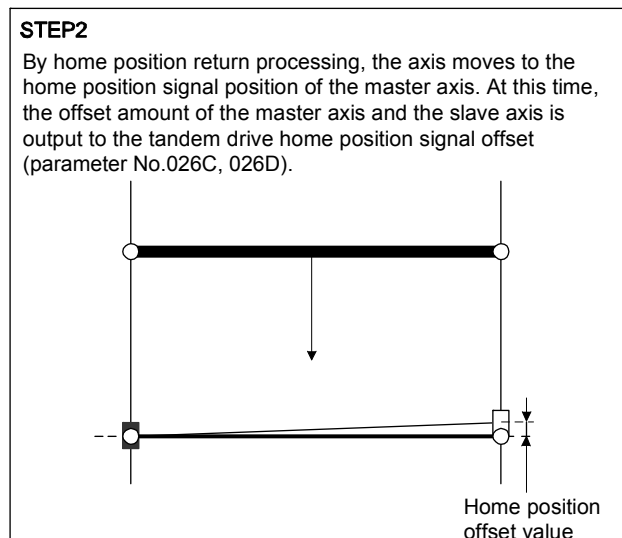 STEP2
By home position return processing, the axis moves to the
home position signal position of the master axis. At this time,
the offset amount of the master axis and the slave axis is
output to the tandem drive home position signal offset
(parameter No.026C, 026D).
Home position
offset value